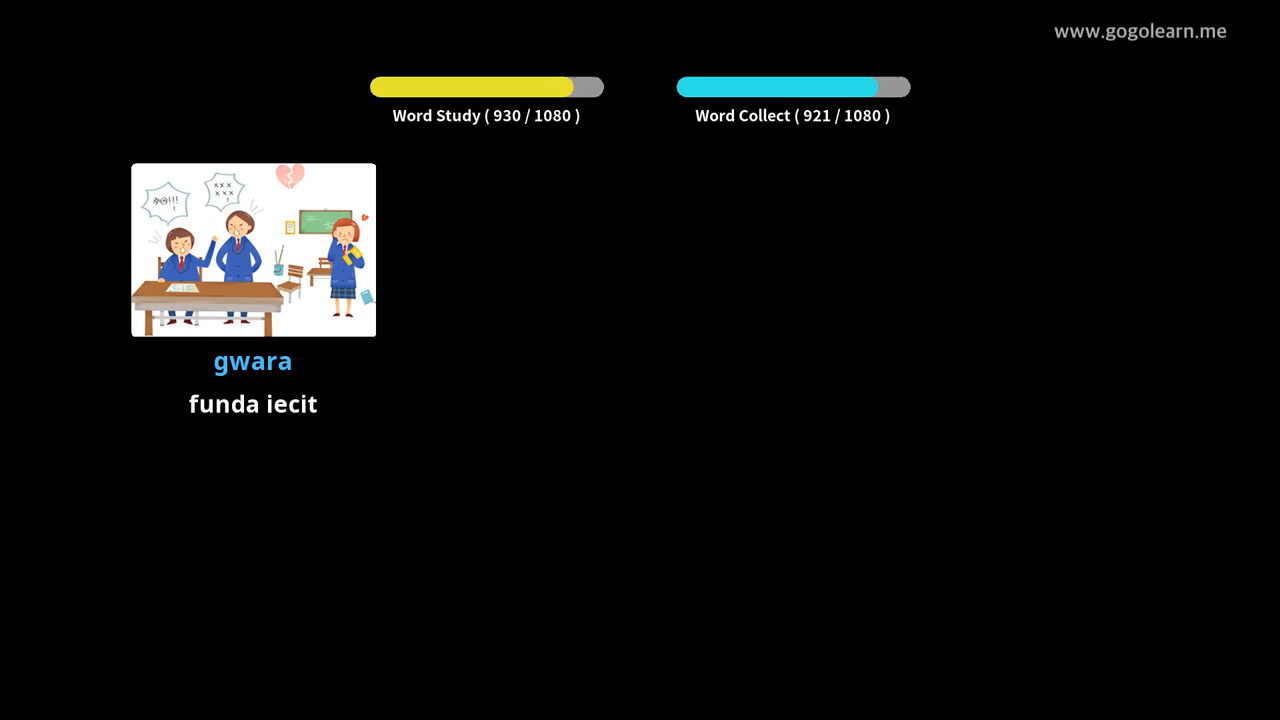 www.gogolearn.me
Word Study ( 930 / 1080 )
Word Collect ( 921 / 1080 )
gwara
funda iecit